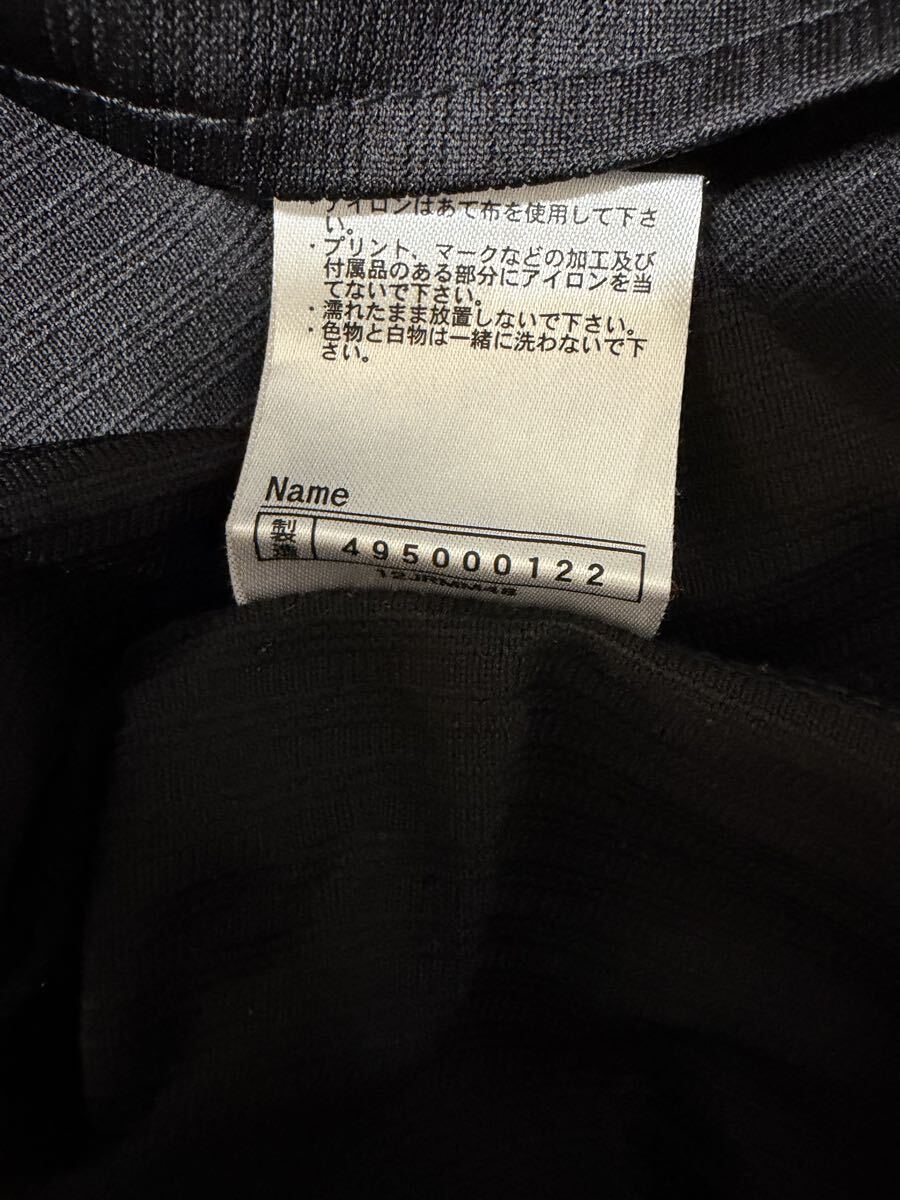 ・アイロンはあて布を使用して下さ
い。
・プリント、マークなどの加工及び
付属品のある部分にアイロンを当
てないで下さい。
・濡れたまま放置しないで下さい。
・色物と白物は一緒に洗わないで下
さい。
Name
製造 495000122